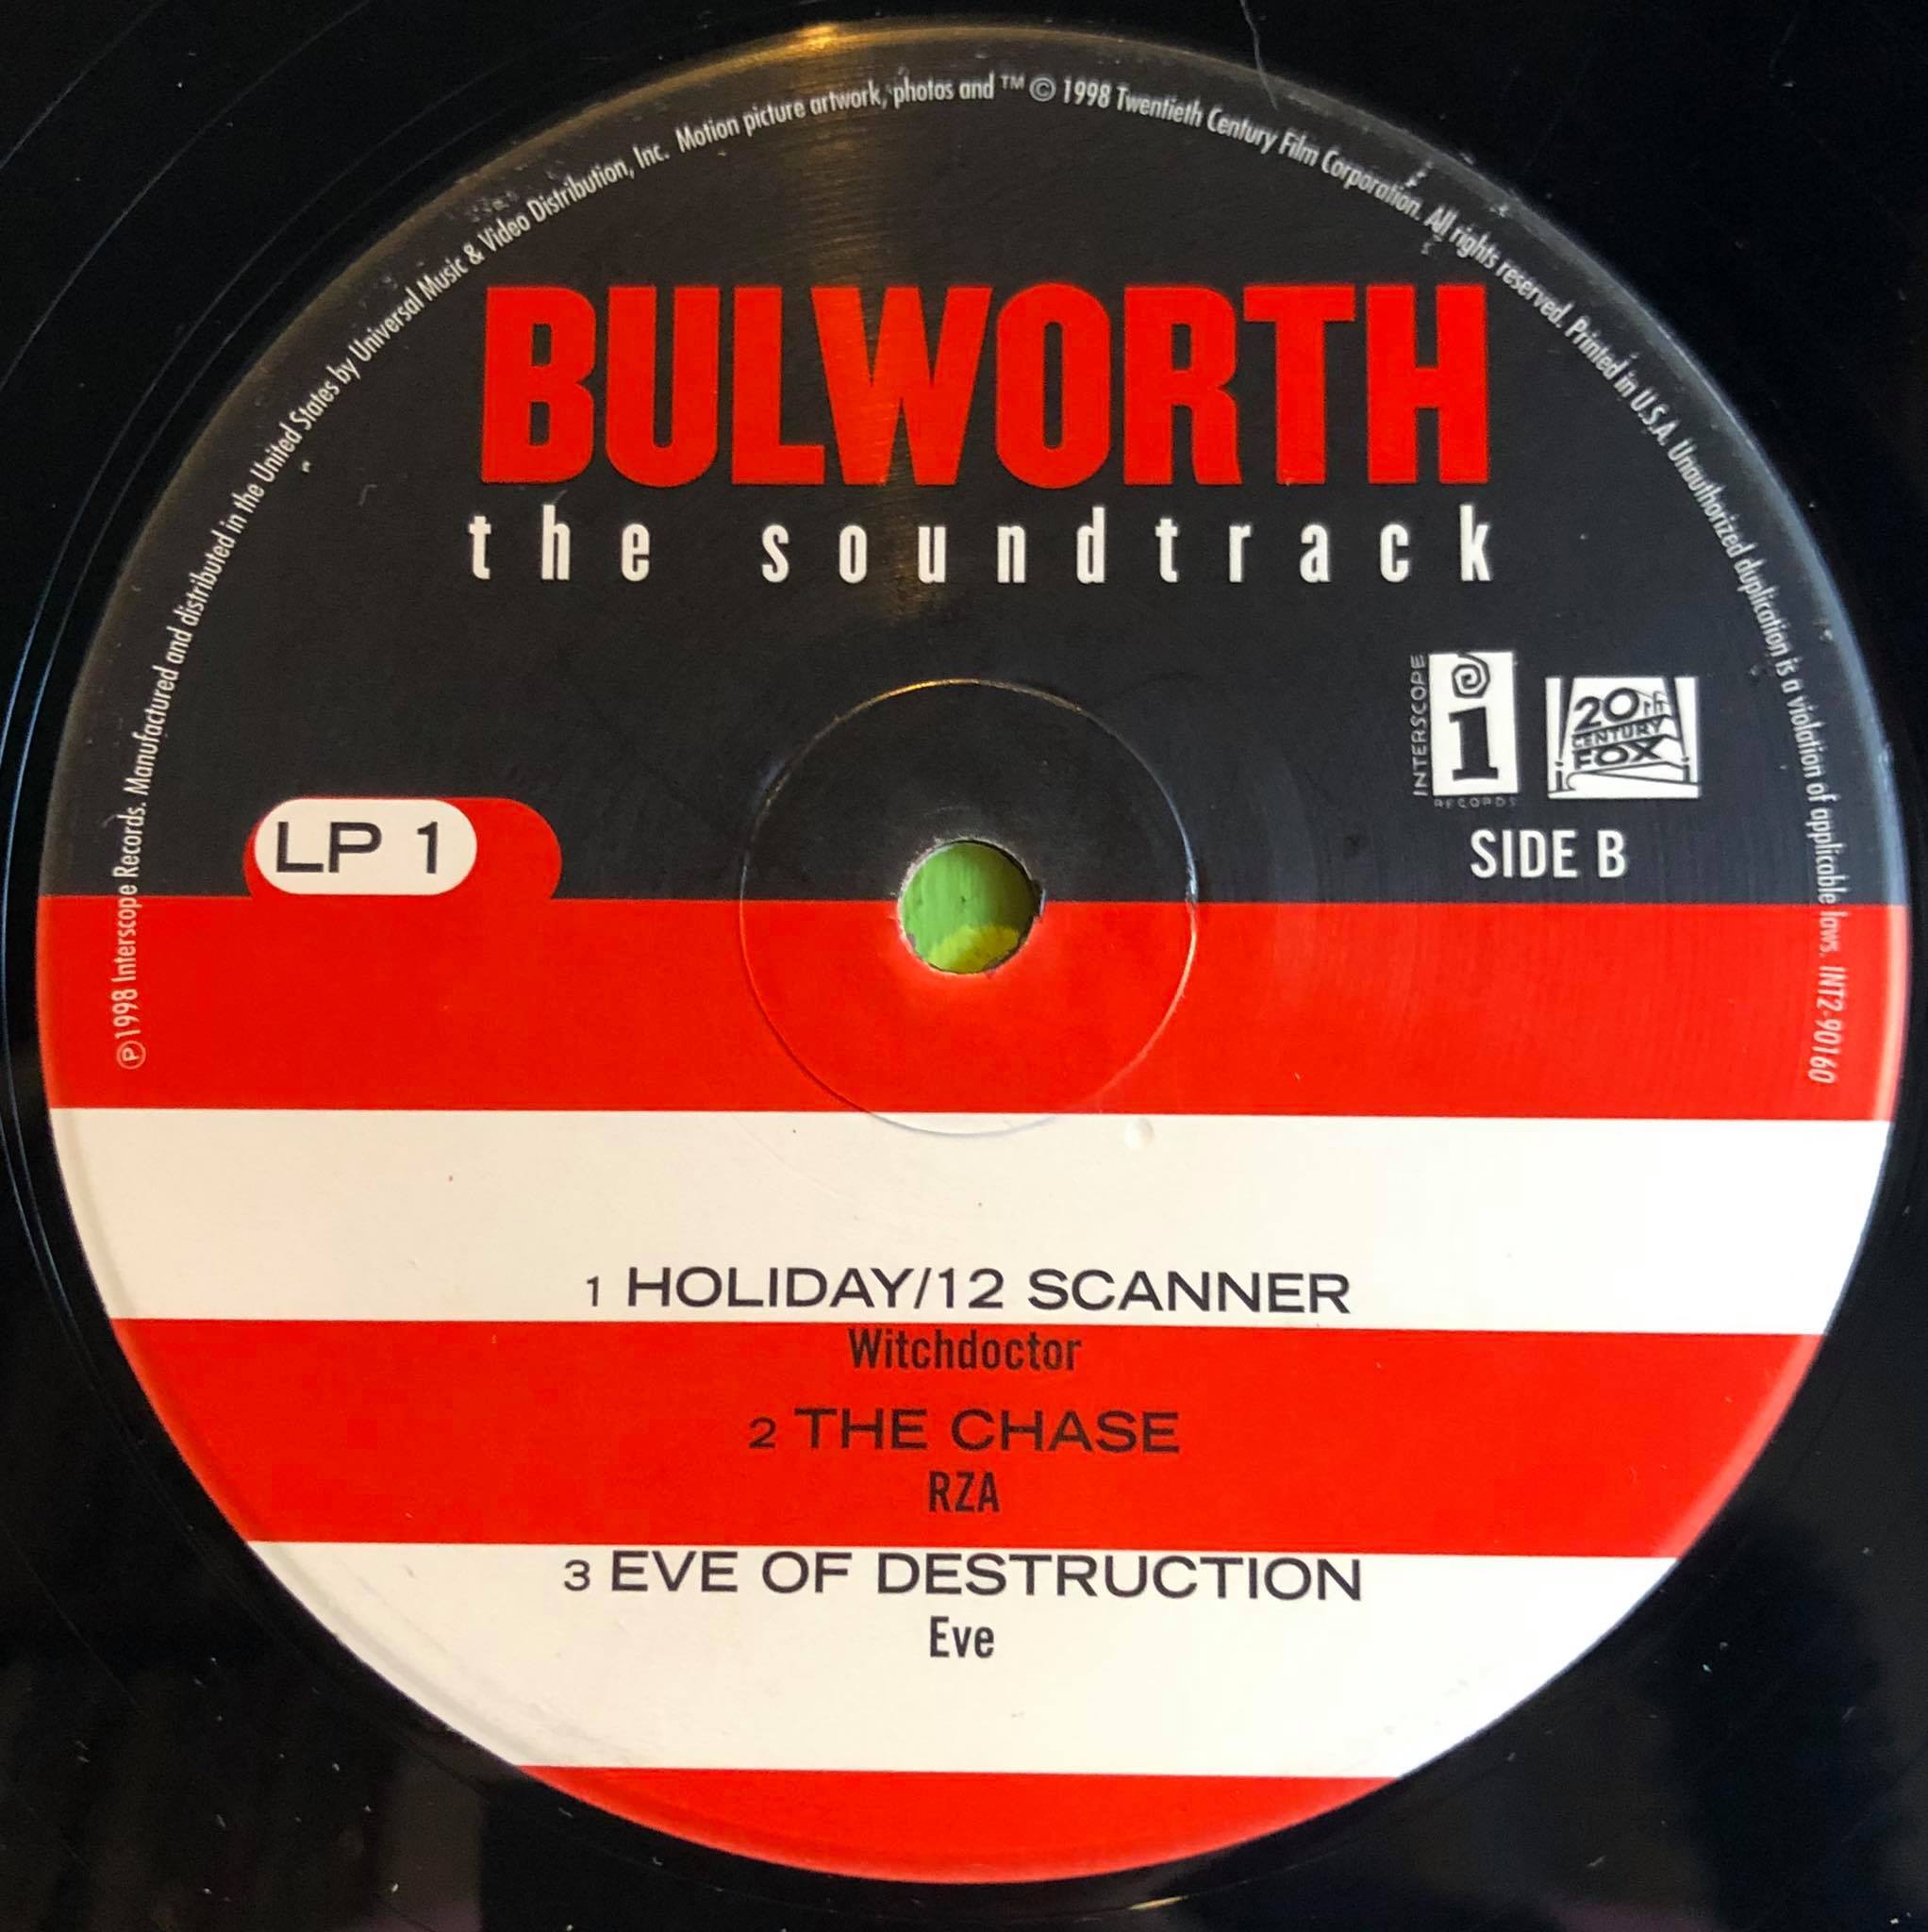 ℗1998 Interscope Records. Manufactured and distributed in the United States by Universal Music & Video Distribution, Inc. Motion picture artwork, photos and ™ © 1998 Twentieth Century Film Corporation. All rights reserved. Printed in U.S.A. Unauthorized duplication is a violation of applicable laws. INT2-90160
BULWORTH
the soundtrack
INTERSCOPE
i
RECORDS
20th
CENTURY
FOX
LP 1
SIDE B
1 HOLIDAY/12 SCANNER
Witchdoctor
2 THE CHASE
RZA
3 EVE OF DESTRUCTION
Eve